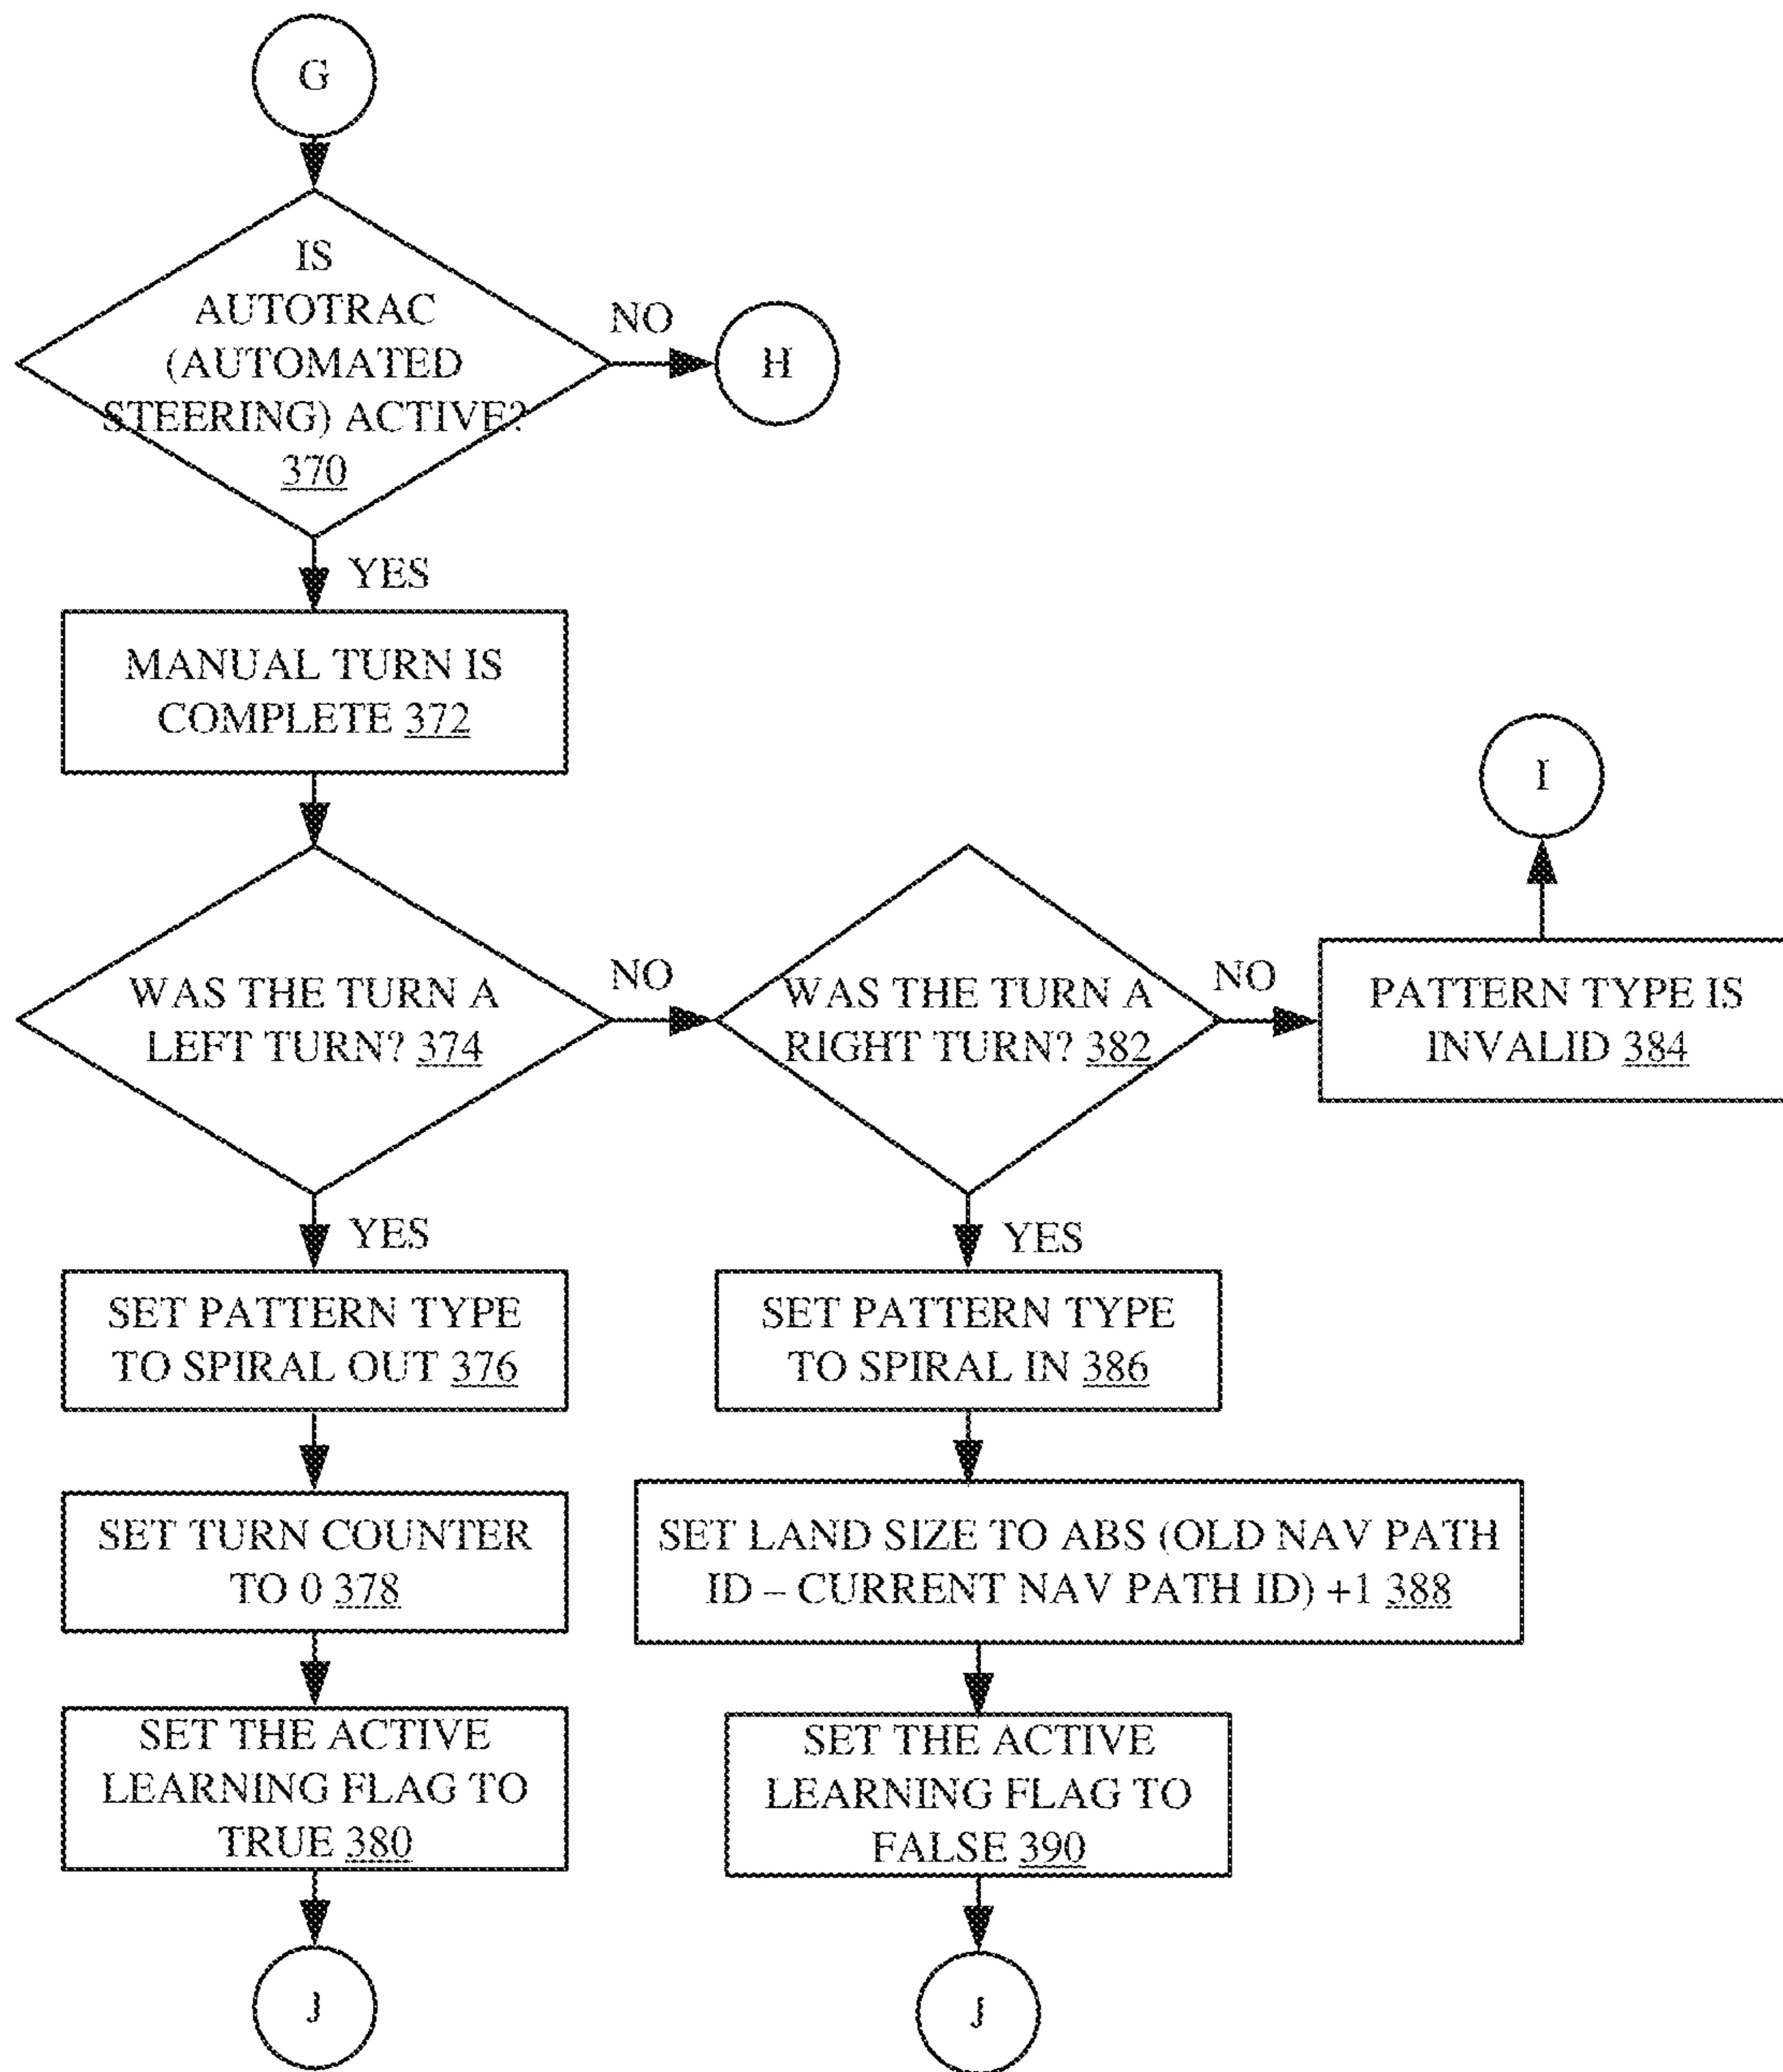 G
IS
AUTOTRAC
(AUTOMATED
STEERING) ACTIVE?
370
NO
H
YES
MANUAL TURN IS
COMPLETE 372
I
WAS THE TURN A
LEFT TURN? 374
NO
WAS THE TURN A
RIGHT TURN? 382
NO
PATTERN TYPE IS
INVALID 384
YES
SET PATTERN TYPE
TO SPIRAL OUT 376
YES
SET PATTERN TYPE
TO SPIRAL IN 386
SET TURN COUNTER
TO 0 378
SET LAND SIZE TO ABS (OLD NAV PATH
ID – CURRENT NAV PATH ID) +1 388
SET THE ACTIVE
LEARNING FLAG TO
TRUE 380
SET THE ACTIVE
LEARNING FLAG TO
FALSE 390
J
J